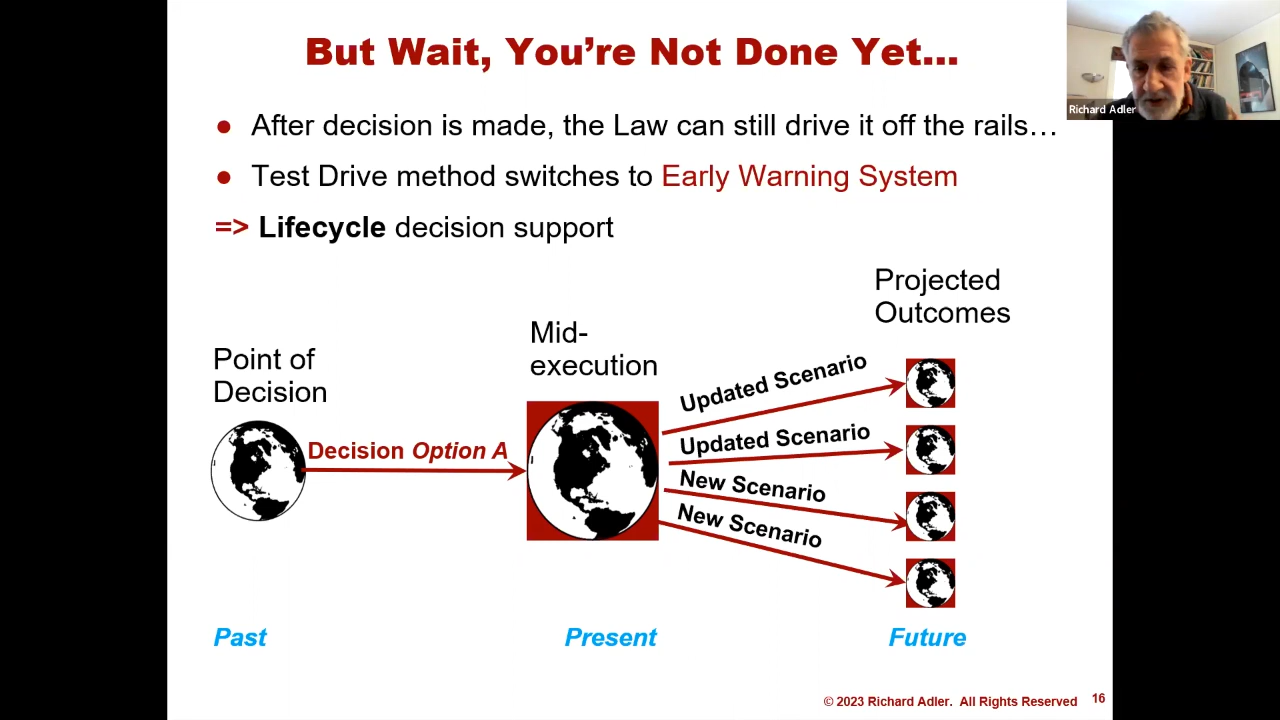 But Wait, You're Not Done Yet...
Richard Adler
● After decision is made, the Law can still drive it off the rails…
● Test Drive method switches to Early Warning System
=> Lifecycle decision support
Projected
Outcomes
Mid-
execution
Point of
Decision
Decision Option A
Updated Scenario
Updated Scenario
New Scenario
New Scenario
Past
Present
Future
© 2023 Richard Adler. All Rights Reserved
16